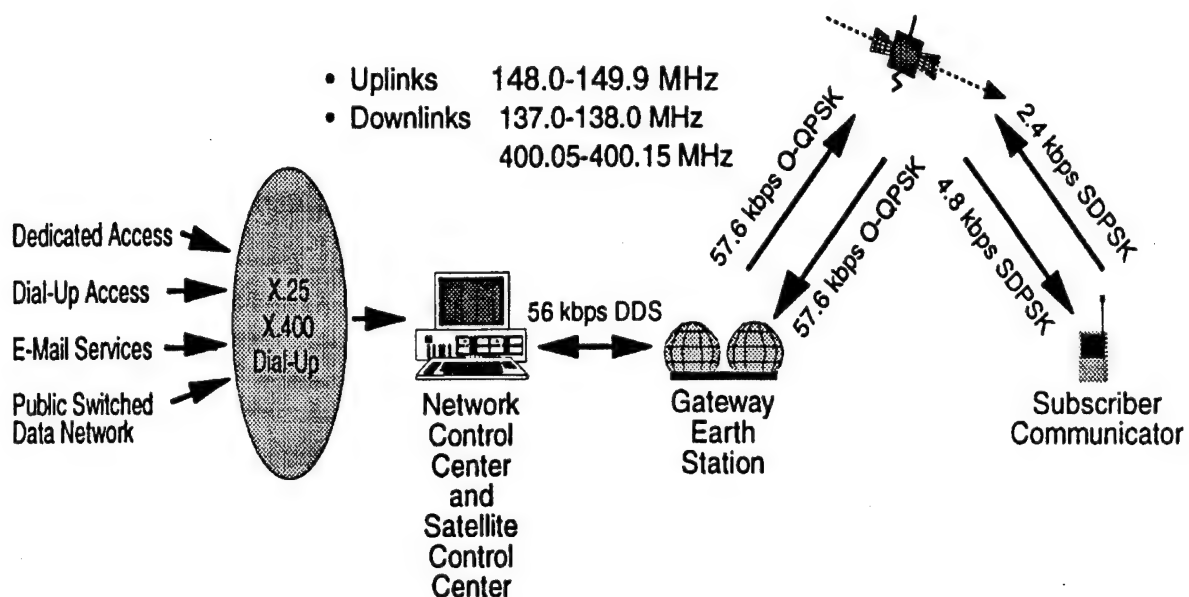 • Uplinks 148.0-149.9 MHz
• Downlinks 137.0-138.0 MHz
400.05-400.15 MHz
57.6 kbps O-QPSK
57.6 kbps O-QPSK
4.8 kbps SDPSK
2.4 kbps SDPSK
Dedicated Access
Dial-Up Access
E-Mail Services
Public Switched
Data Network
X.25
X.400
Dial-Up
56 kbps DDS
Network
Control
Center
and
Satellite
Control
Center
Gateway
Earth
Station
Subscriber
Communicator